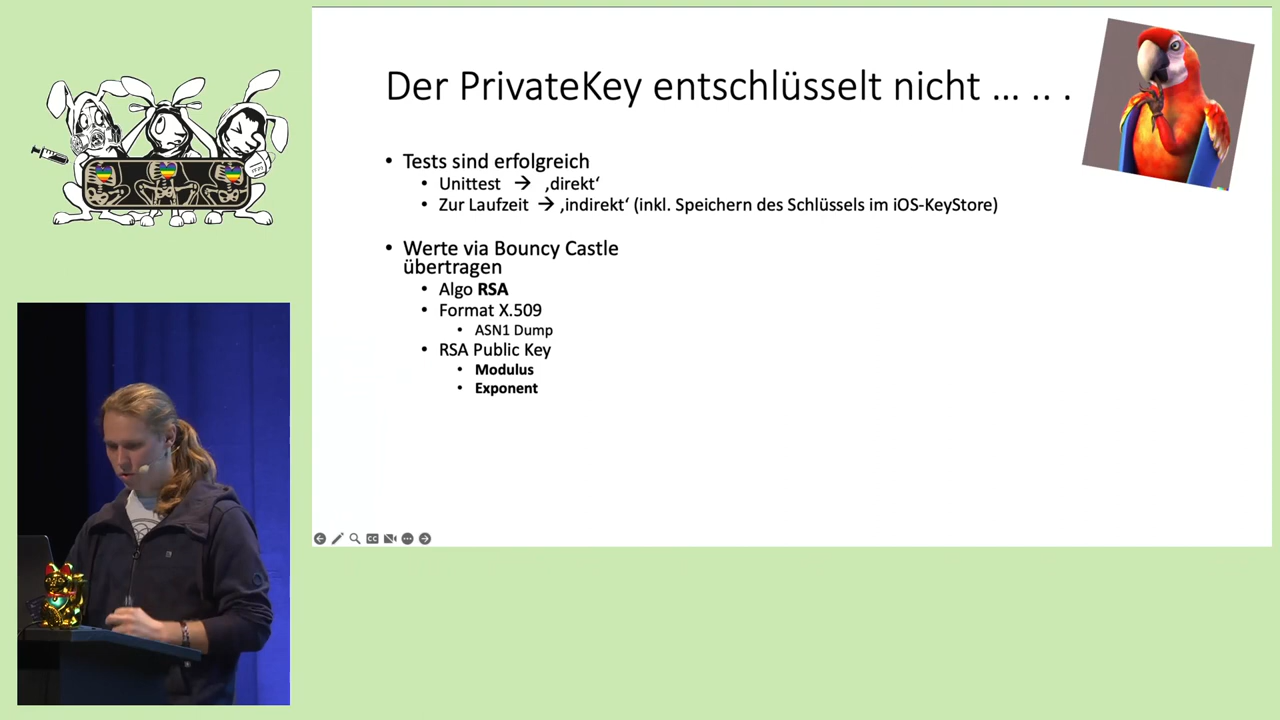 Der PrivateKey entschlüsselt nicht … .. .
• Tests sind erfolgreich
• Unittest → ‚direkt‘
• Zur Laufzeit → ‚indirekt‘ (inkl. Speichern des Schlüssels im iOS-KeyStore)
• Werte via Bouncy Castle
übertragen
• Algo RSA
• Format X.509
• ASN1 Dump
• RSA Public Key
• Modulus
• Exponent